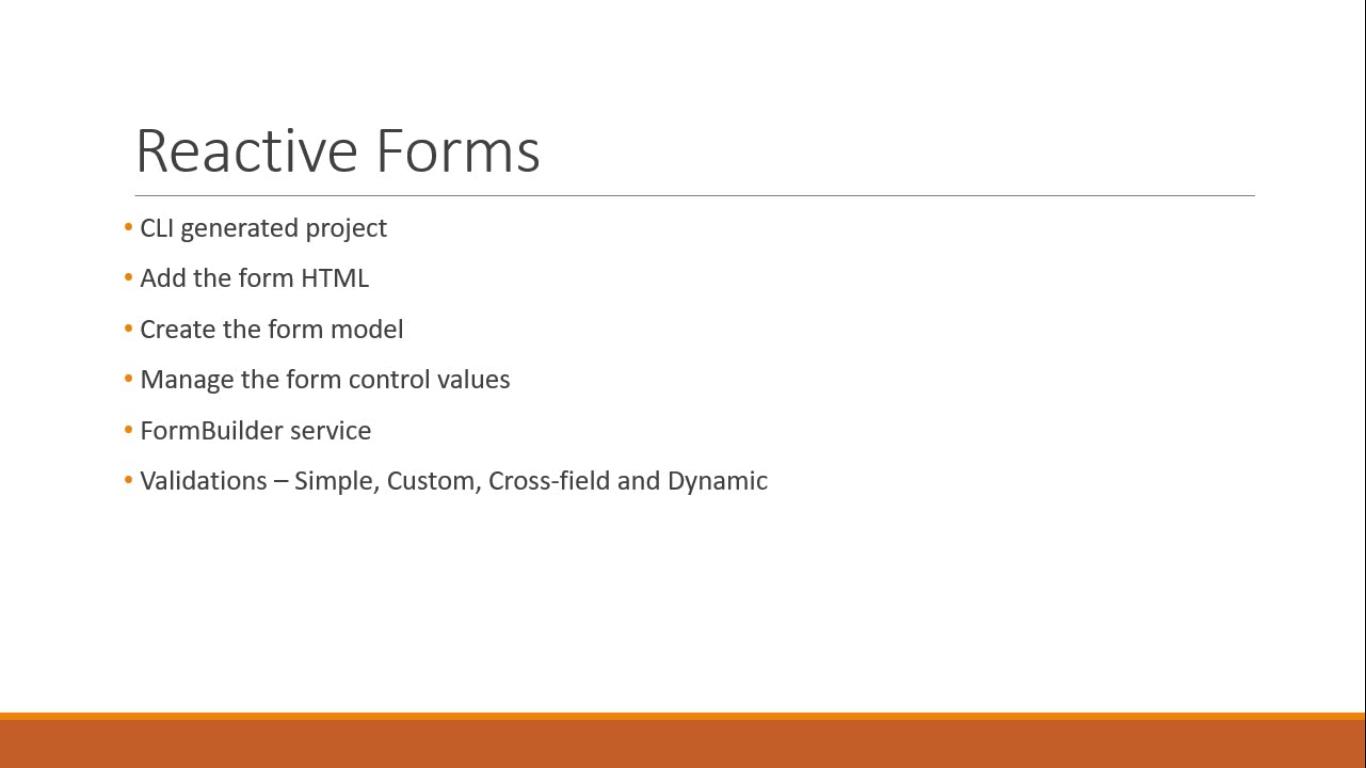 Reactive Forms
• CLI generated project
• Add the form HTML
• Create the form model
• Manage the form control values
• FormBuilder service
• Validations – Simple, Custom, Cross-field and Dynamic